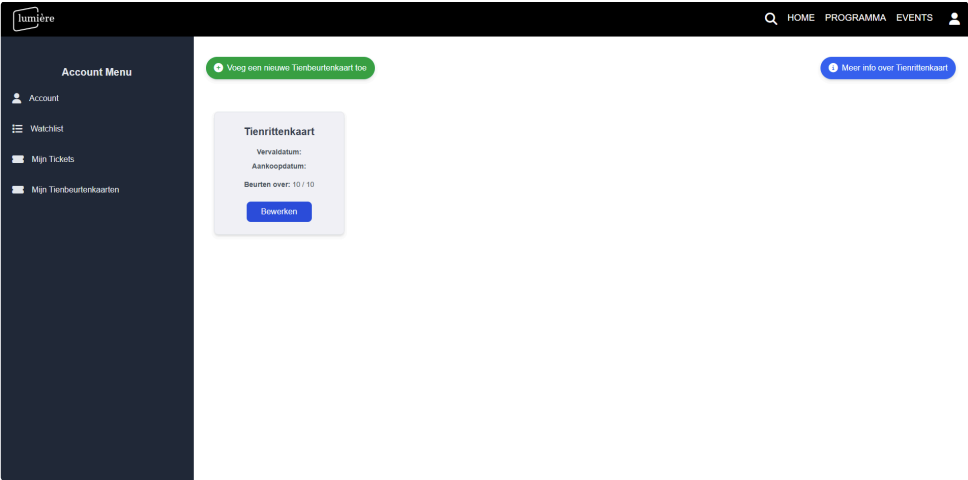 lumière
HOME PROGRAMMA EVENTS
Account Menu
Account
Watchlist
Mijn Tickets
Mijn Tienbeurtenkaarten
Voeg een nieuwe Tienbeurtenkaart toe
Meer info over Tienrittenkaart
Tienrittenkaart
Vervaldatum:
Aankoopdatum:
Beurten over: 10 / 10
Bewerken